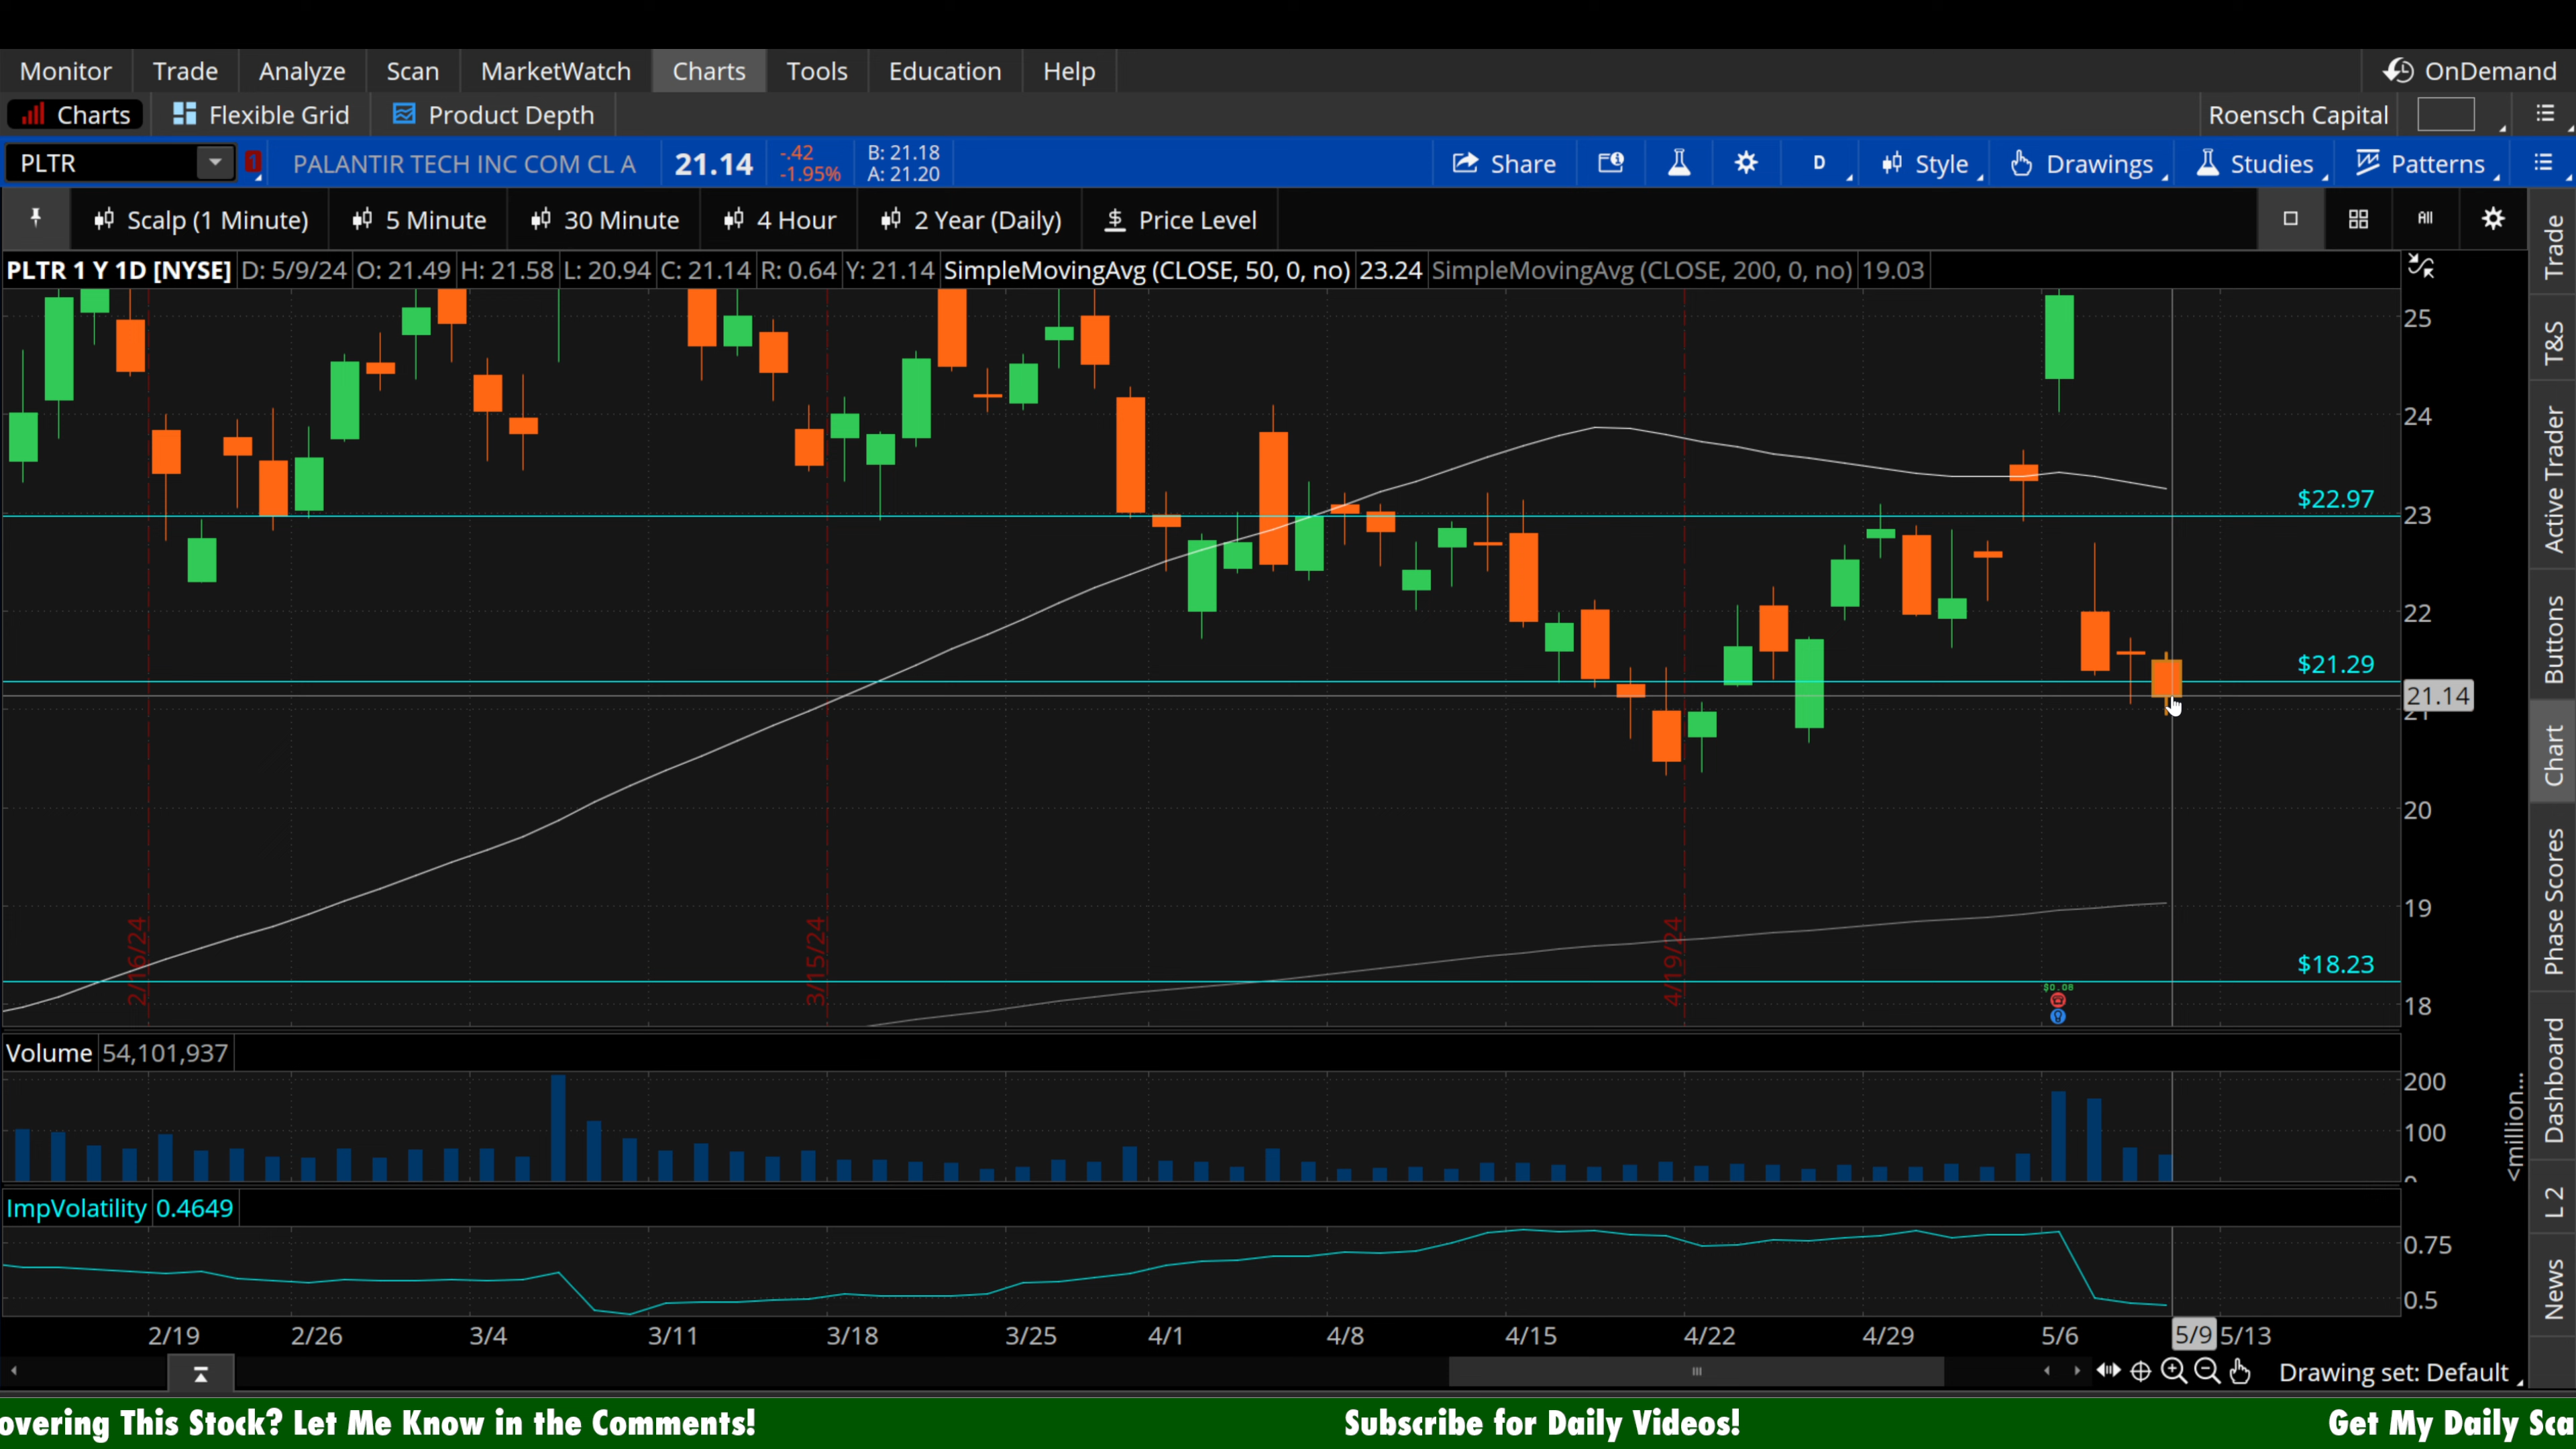 Monitor Trade Analyze Scan MarketWatch Charts Tools Education Help OnDemand
Charts Flexible Grid Product Depth Roensch Capital
PLTR 1 PALANTIR TECH INC COM CL A 21.14 -.42 -1.95% B: 21.18 A: 21.20 Share D Style Drawings Studies Patterns
Scalp (1 Minute) 5 Minute 30 Minute 4 Hour 2 Year (Daily) $ Price Level All
PLTR 1 Y 1D [NYSE] D: 5/9/24 O: 21.49 H: 21.58 L: 20.94 C: 21.14 R: 0.64 Y: 21.14 SimpleMovingAvg (CLOSE, 50, 0, no) 23.24 SimpleMovingAvg (CLOSE, 200, 0, no) 19.03
25
24
$22.97
23
22
$21.29
21.14
21
20
19
$18.23
18
2/16/24
3/15/24
4/19/24
$0.08
Volume 54,101,937
200
100
0
<million...
ImpVolatility 0.4649
0.75
0.5
2/19 2/26 3/4 3/11 3/18 3/25 4/1 4/8 4/15 4/22 4/29 5/6 5/9 5/13
Drawing set: Default
Trade
T&S
Active Trader
Buttons
Chart
Phase Scores
Dashboard
L 2
News
overing This Stock? Let Me Know in the Comments! Subscribe for Daily Videos! Get My Daily Sca